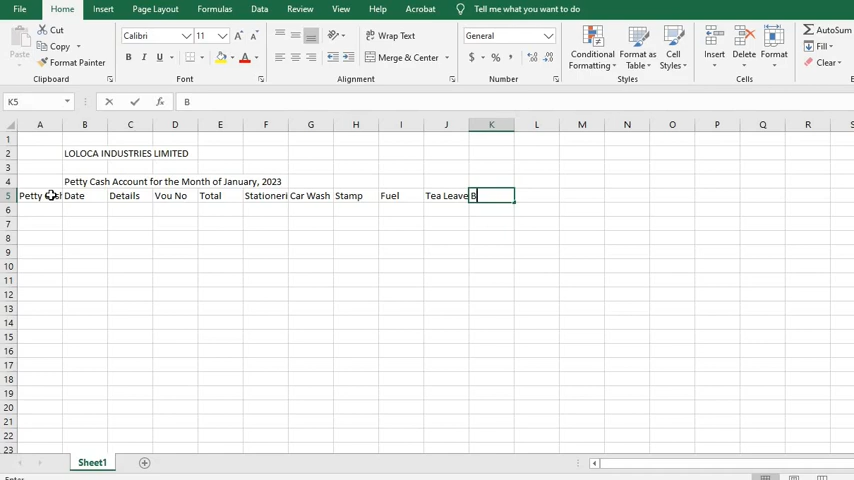 File Home Insert Page Layout Formulas Data Review View Help Acrobat Tell me what you want to do
Cut
Copy
Paste
Format Painter
Clipboard
Calibri 11 A A
B I U A
Font
Wrap Text
Merge & Center
Alignment
General
$ % ,
Number
Conditional Formatting
Format as Table
Cell Styles
Styles
Insert Delete Format
Cells
AutoSum
Fill
Clear
K5 fx B
A B C D E F G H I J K L M N O P Q R
1
2 LOLOCA INDUSTRIES LIMITED
3
4 Petty Cash Account for the Month of January, 2023
5 Petty Date Details Vou No Total Stationeri Car Wash Stamp Fuel Tea Leave B
6
7
8
9
10
11
12
13
14
15
16
17
18
19
20
21
22
23
Sheet1